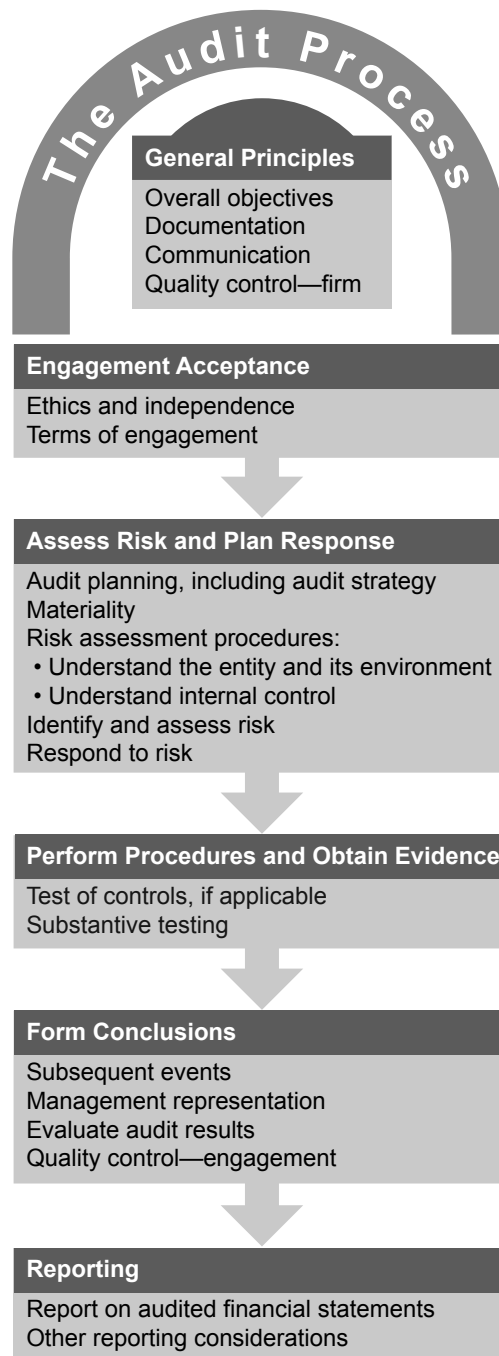 The Audit Process
General Principles
Overall objectives
Documentation
Communication
Quality control—firm
Engagement Acceptance
Ethics and independence
Terms of engagement
Assess Risk and Plan Response
Audit planning, including audit strategy
Materiality
Risk assessment procedures:
• Understand the entity and its environment
• Understand internal control
Identify and assess risk
Respond to risk
Perform Procedures and Obtain Evidence
Test of controls, if applicable
Substantive testing
Form Conclusions
Subsequent events
Management representation
Evaluate audit results
Quality control—engagement
Reporting
Report on audited financial statements
Other reporting considerations